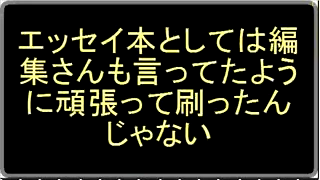 エッセイ本としては編
集さんも言ってたよう
に頑張って刷ったん
じゃない